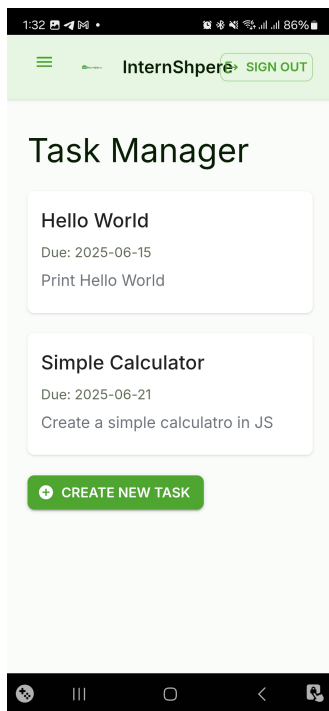 1:32
86%
InternShpere
SIGN OUT
Task Manager
Hello World
Due: 2025-06-15
Print Hello World
Simple Calculator
Due: 2025-06-21
Create a simple calculatro in JS
CREATE NEW TASK